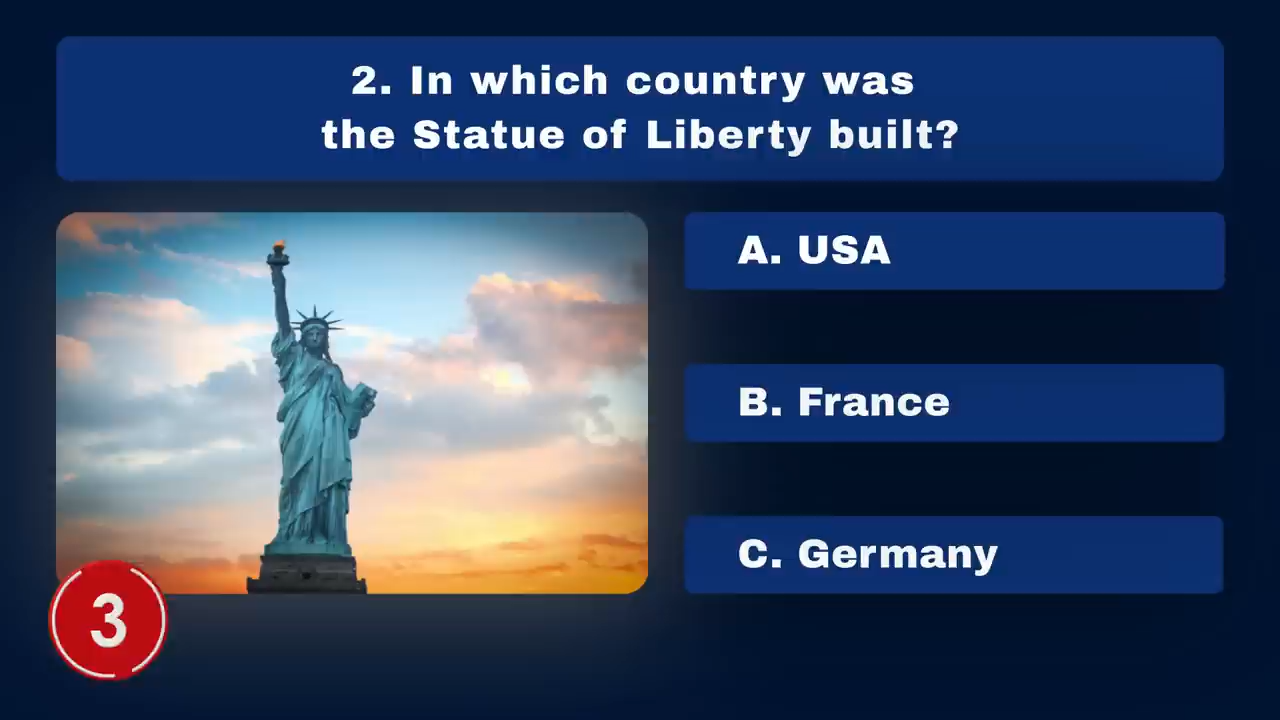 2. In which country was
the Statue of Liberty built?
A. USA
B. France
C. Germany
3